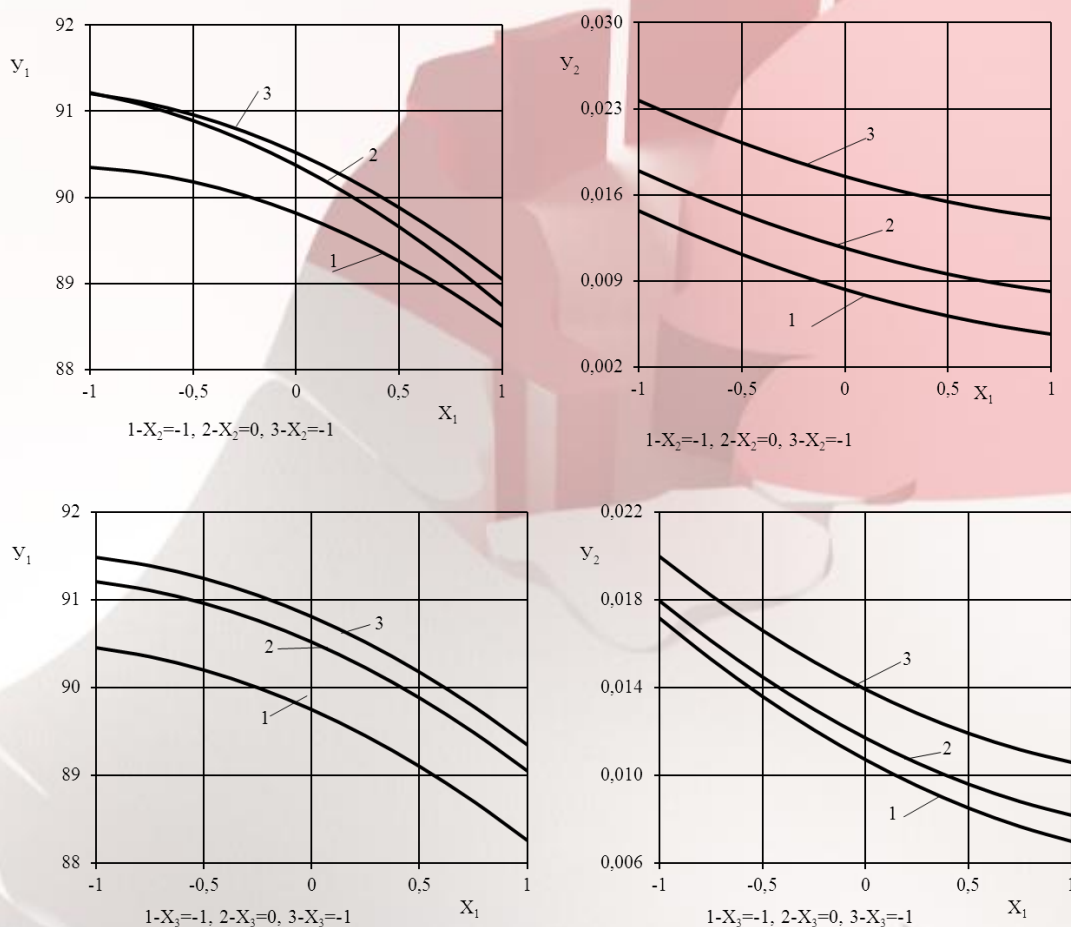 92
У₁
91
90
89
88
3
2
1
-1 -0,5 0 0,5 1
X₁
1-X₂=-1, 2-X₂=0, 3-X₂=-1
0,030
У₂
0,023
0,016
0,009
0,002
3
2
1
-1 -0,5 0 0,5 1
X₁
1-X₂=-1, 2-X₂=0, 3-X₂=-1
92
У₁
91
90
89
88
3
2
1
-1 -0,5 0 0,5 1
X₁
1-X₃=-1, 2-X₃=0, 3-X₃=-1
0,022
У₂
0,018
0,014
0,010
0,006
3
2
1
-1 -0,5 0 0,5 1
X₁
1-X₃=-1, 2-X₃=0, 3-X₃=-1